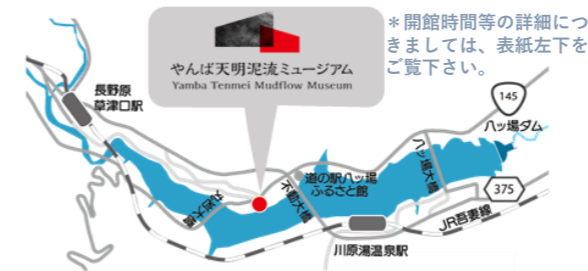 やんば天明泥流ミュージアム
Yamba Tenmei Mudflow Museum
＊開館時間等の詳細につ
きましては、表紙左下を
ご覧下さい。
長野原
草津口駅
145
八ッ場ダム
丸岩大橋
不動大橋
道の駅八ッ場
ふるさと館
八ッ場大橋
375
JR吾妻線
川原湯温泉駅